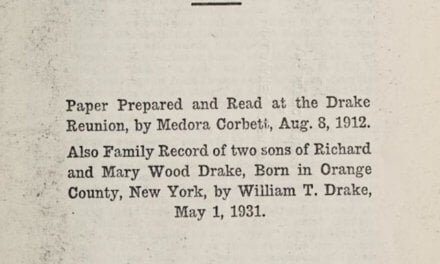 Paper Prepared and Read at the Drake
Reunion, by Medora Corbett, Aug. 8, 1912.
Also Family Record of two sons of Richard
and Mary Wood Drake, Born in Orange
County, New York, by William T. Drake,
May 1, 1931.